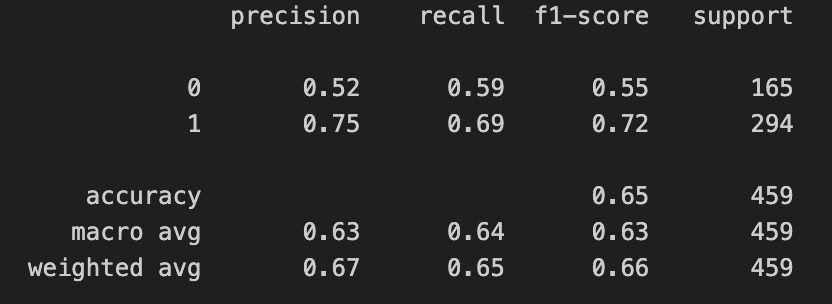 precision recall f1-score support
0 0.52 0.59 0.55 165
1 0.75 0.69 0.72 294
accuracy 0.65 459
macro avg 0.63 0.64 0.63 459
weighted avg 0.67 0.65 0.66 459